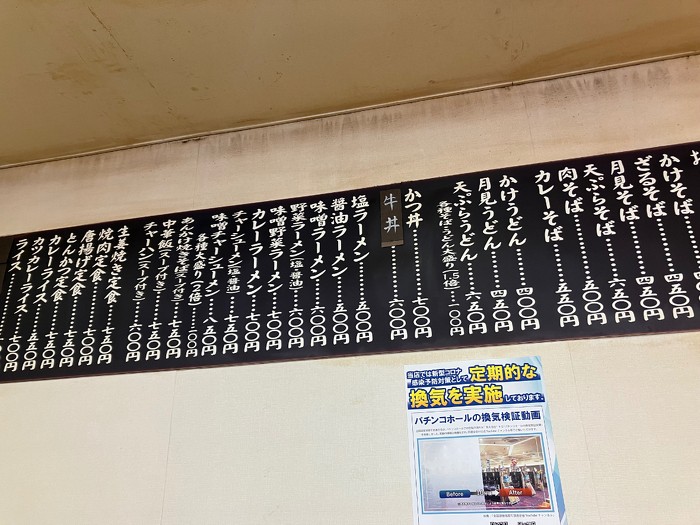 かけそば…………四〇〇円
ざるそば…………四五〇円
月見そば…………四五〇円
天ぷらそば………五〇〇円
肉そば……………五五〇円
カレーそば………五五〇円
かけうどん………四〇〇円
月見うどん………四五〇円
天ぷらうどん……五〇〇円
各種そば・うどん大盛り(1.5倍)…一〇〇円
かつ丼……………六〇〇円
牛丼………………六〇〇円
塩ラーメン………五〇〇円
醤油ラーメン……五〇〇円
味噌ラーメン……六〇〇円
野菜ラーメン(塩・醤油)……六〇〇円
味噌野菜ラーメン…七〇〇円
カレーラーメン……七〇〇円
チャーシューメン(塩・醤油)…七五〇円
味噌チャーシューメン……八五〇円
各種大盛り(2倍)……二〇〇円
あんかけ焼きそば(スープ付き)…七五〇円
中華飯(スープ付き)……七五〇円
チャーハン(スープ付き)……七五〇円
生姜焼き定食……七五〇円
焼肉定食…………七〇〇円
唐揚げ定食………七〇〇円
とんかつ定食……七五〇円
カレーライス……五五〇円
カツカレーライス…七五〇円
ライス
当店では新型コロナ
感染予防対策として定期的な
換気を実施しております。
パチンコホールの換気検証動画
Before
After